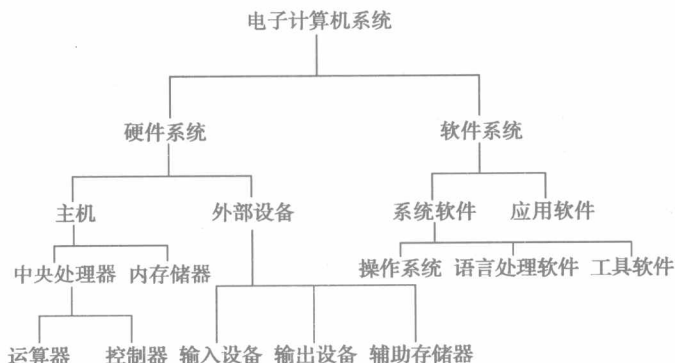 电子计算机系统
硬件系统 软件系统
主机 外部设备 系统软件 应用软件
中央处理器 内存储器 操作系统 语言处理软件 工具软件
运算器 控制器 输入设备 输出设备 辅助存储器